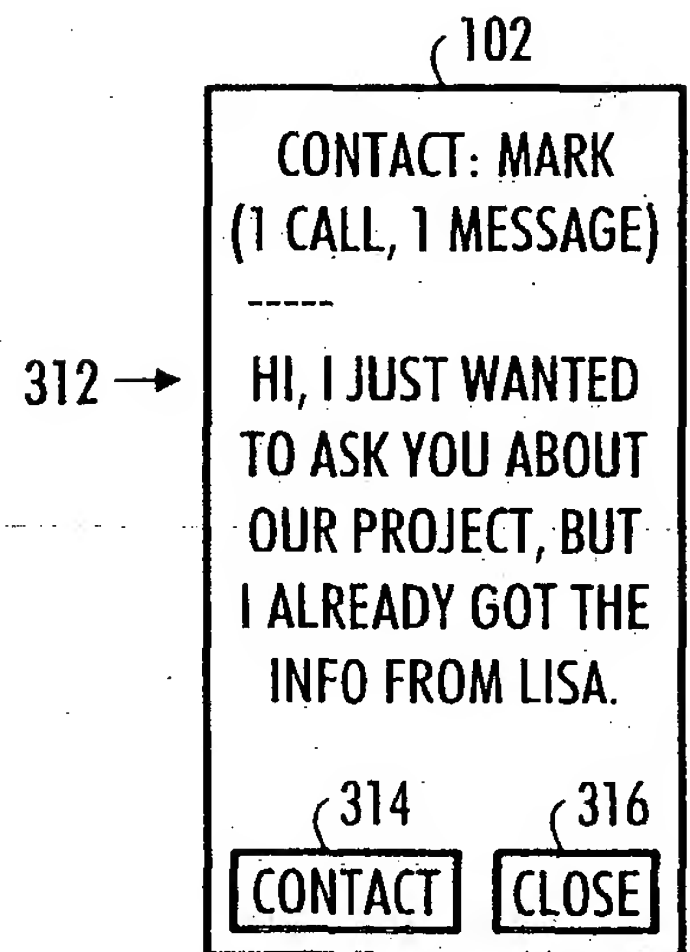 102
CONTACT: MARK
(1 CALL, 1 MESSAGE)
-----
312
HI, I JUST WANTED
TO ASK YOU ABOUT
OUR PROJECT, BUT
I ALREADY GOT THE
INFO FROM LISA.
314 316
CONTACT CLOSE